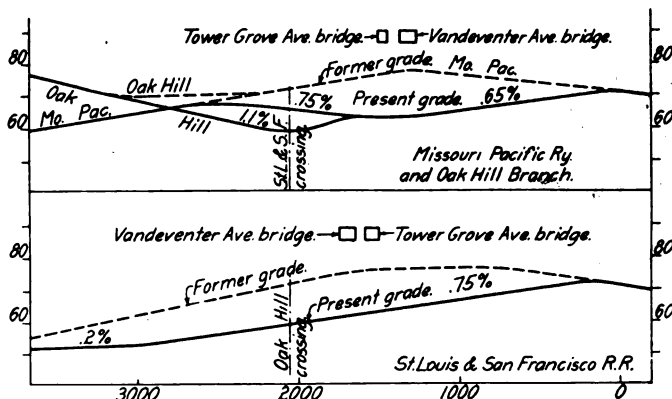 Tower Grove Ave. bridge. Vandeventer Ave. bridge.
80 Former grade. Mo. Pac. 80
Oak Oak Hill
Mo. Pac. Hill 1.1% .75% Present grade. .65%
60 60
St.L.& S.F. crossing.
Missouri Pacific Ry.
and Oak Hill Branch.
Vandeventer Ave. bridge. Tower Grove Ave. bridge.
80 Former grade. 80
Present grade. .75%
60 60
.2%
Oak Hill crossing.
St. Louis & San Francisco R.R.
3000 2000 1000 0